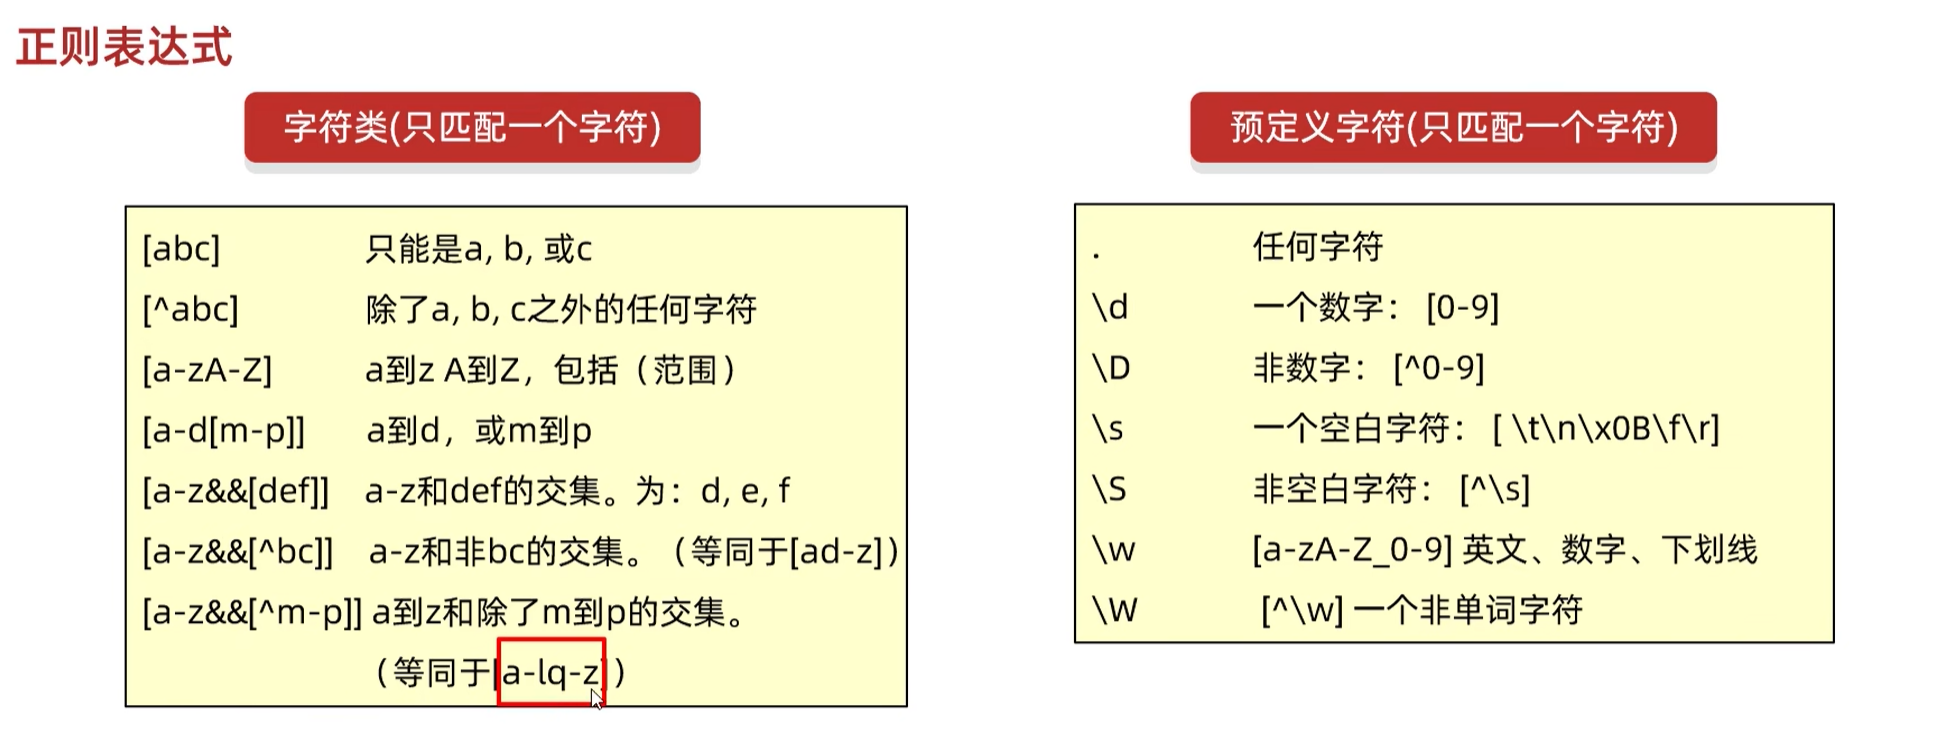 正则表达式
字符类(只匹配一个字符)
[abc] 只能是a, b, 或c
[^abc] 除了a, b, c之外的任何字符
[a-zA-Z] a到z A到Z，包括（范围）
[a-d[m-p]] a到d，或m到p
[a-z&&[def]] a-z和def的交集。为：d, e, f
[a-z&&[^bc]] a-z和非bc的交集。（等同于[ad-z]）
[a-z&&[^m-p]] a到z和除了m到p的交集。
（等同于[a-lq-z]）
预定义字符(只匹配一个字符)
. 任何字符
\d 一个数字： [0-9]
\D 非数字： [^0-9]
\s 一个空白字符： [ \t\n\x0B\f\r]
\S 非空白字符： [^\s]
\w [a-zA-Z_0-9] 英文、数字、下划线
\W [^\w] 一个非单词字符